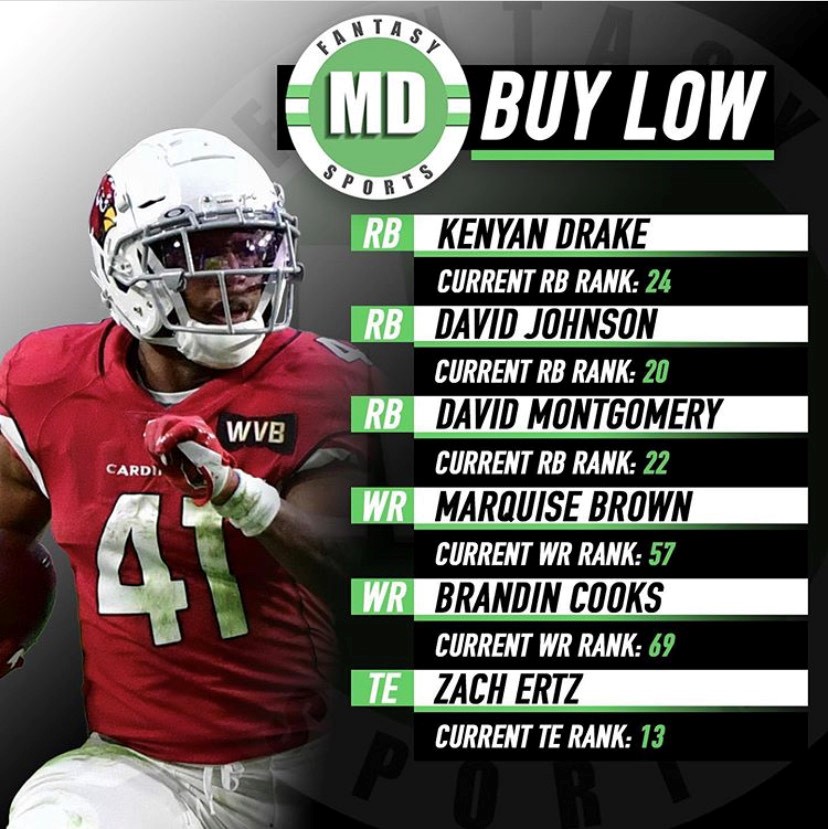 FANTASY
MD
SPORTS
BUY LOW
RB KENYAN DRAKE
CURRENT RB RANK: 24
RB DAVID JOHNSON
CURRENT RB RANK: 20
RB DAVID MONTGOMERY
CURRENT RB RANK: 22
WR MARQUISE BROWN
CURRENT WR RANK: 57
WR BRANDIN COOKS
CURRENT WR RANK: 69
TE ZACH ERTZ
CURRENT TE RANK: 13
WVB
41